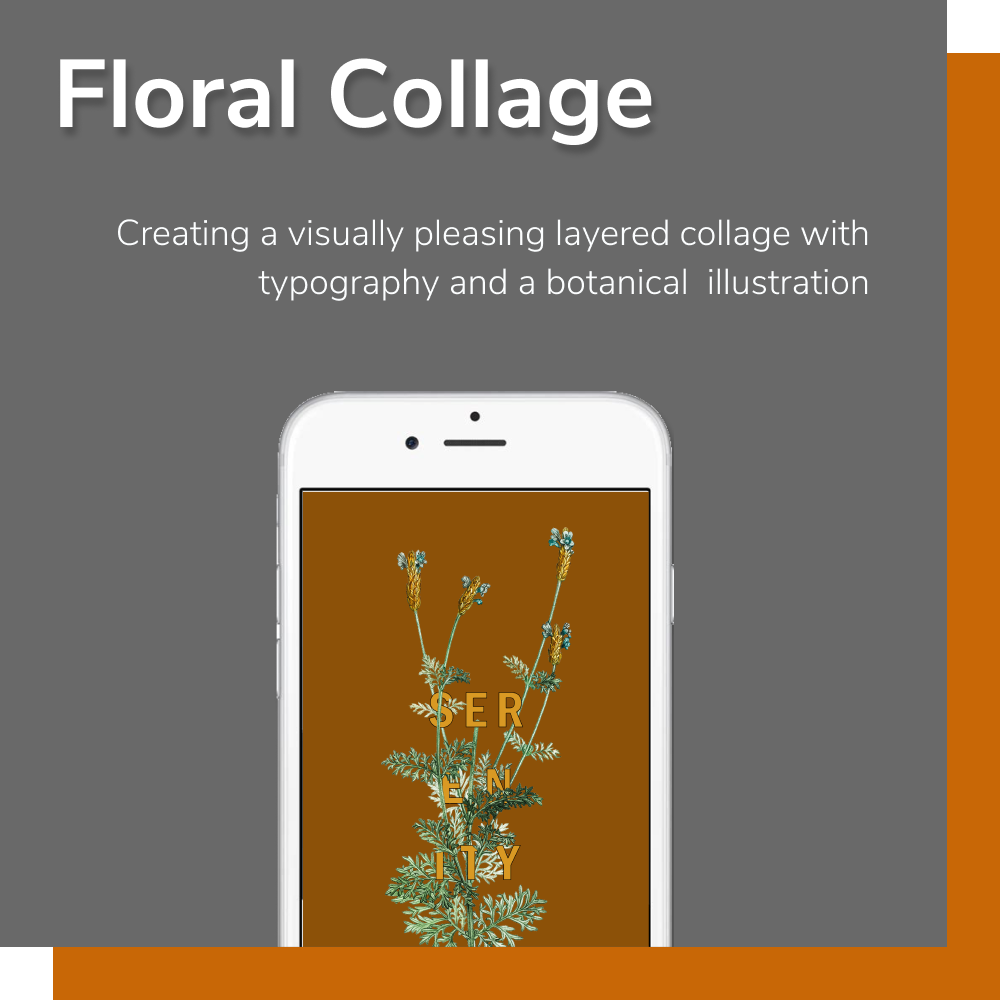 Floral Collage
Creating a visually pleasing layered collage with
typography and a botanical  illustration
SER
EN
ITY